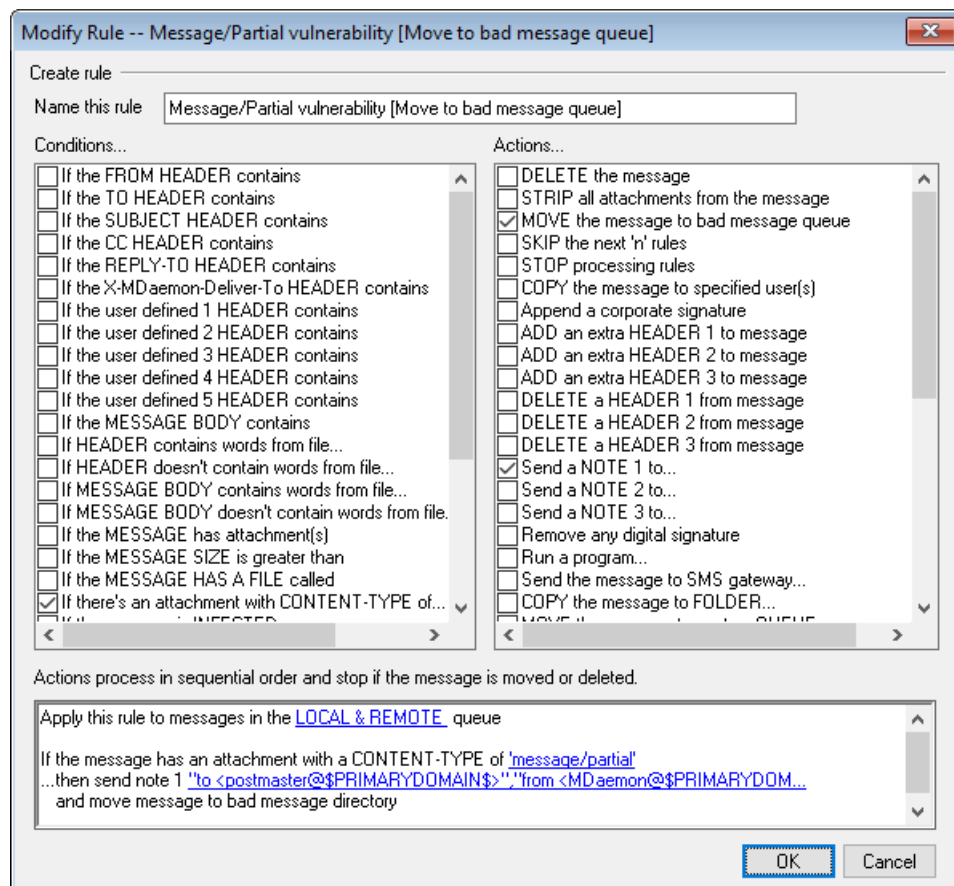 Modify Rule -- Message/Partial vulnerability [Move to bad message queue]
Create rule
Name this rule
Message/Partial vulnerability [Move to bad message queue]
Conditions...
If the FROM HEADER contains
If the TO HEADER contains
If the SUBJECT HEADER contains
If the CC HEADER contains
If the REPLY-TO HEADER contains
If the X-MDaemon-Deliver-To HEADER contains
If the user defined 1 HEADER contains
If the user defined 2 HEADER contains
If the user defined 3 HEADER contains
If the user defined 4 HEADER contains
If the user defined 5 HEADER contains
If the MESSAGE BODY contains
If HEADER contains words from file...
If HEADER doesn't contain words from file...
If MESSAGE BODY contains words from file...
If MESSAGE BODY doesn't contain words from file.
If the MESSAGE has attachment(s)
If the MESSAGE SIZE is greater than
If the MESSAGE HAS A FILE called
If there's an attachment with CONTENT-TYPE of...
Actions...
DELETE the message
STRIP all attachments from the message
MOVE the message to bad message queue
SKIP the next 'n' rules
STOP processing rules
COPY the message to specified user(s)
Append a corporate signature
ADD an extra HEADER 1 to message
ADD an extra HEADER 2 to message
ADD an extra HEADER 3 to message
DELETE a HEADER 1 from message
DELETE a HEADER 2 from message
DELETE a HEADER 3 from message
Send a NOTE 1 to...
Send a NOTE 2 to...
Send a NOTE 3 to...
Remove any digital signature
Run a program...
Send the message to SMS gateway...
COPY the message to FOLDER...
Actions process in sequential order and stop if the message is moved or deleted.
Apply this rule to messages in the LOCAL & REMOTE queue
If the message has an attachment with a CONTENT-TYPE of 'message/partial'
...then send note 1 "to <postmaster@$PRIMARYDOMAIN$>","from <MDaemon@$PRIMARYDOM...
and move message to bad message directory
OK
Cancel